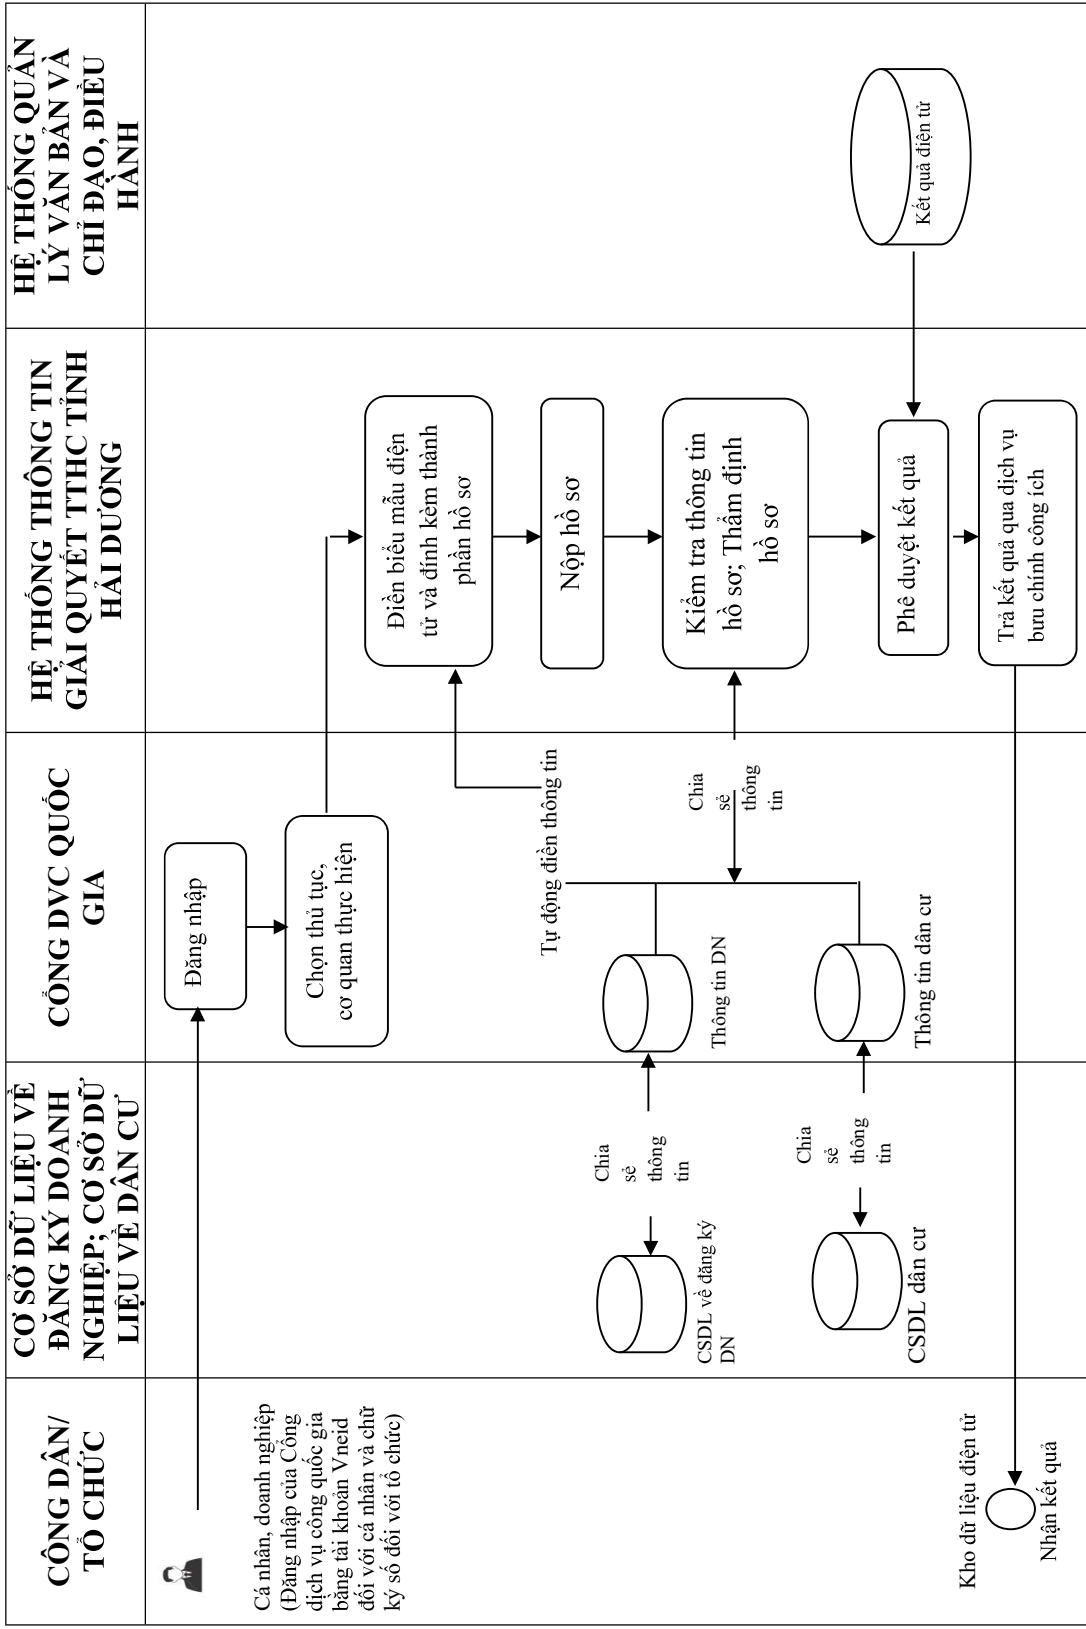 CÔNG DÂN/
TỔ CHỨC
CƠ SỞ DỮ LIỆU VỀ
ĐĂNG KÝ DOANH
NGHIỆP; CƠ SỞ DỮ
LIỆU VỀ DÂN CƯ
CỔNG DVC QUỐC
GIA
HỆ THỐNG THÔNG TIN
GIẢI QUYẾT TTHC TỈNH
HẢI DƯƠNG
HỆ THỐNG QUẢN
LÝ VĂN BẢN VÀ
CHỈ ĐẠO, ĐIỀU
HÀNH
Cá nhân, doanh nghiệp
(Đăng nhập của Cổng
dịch vụ công quốc gia
bằng tài khoản Vneid
đối với cá nhân và chữ
ký số đối với tổ chức)
Đăng nhập
Chọn thủ tục,
cơ quan thực hiện
Điền biểu mẫu điện
tử và đính kèm thành
phần hồ sơ
Tự động điền thông tin
Nộp hồ sơ
CSDL về đăng ký
DN
Chia
sẻ
thông
tin
Thông tin DN
Chia
sẻ
thông
tin
Kiểm tra thông tin
hồ sơ; Thẩm định
hồ sơ
CSDL dân cư
Chia
sẻ
thông
tin
Thông tin dân cư
Phê duyệt kết quả
Kết quả điện tử
Trả kết quả qua dịch vụ
bưu chính công ích
Kho dữ liệu điện tử
Nhận kết quả